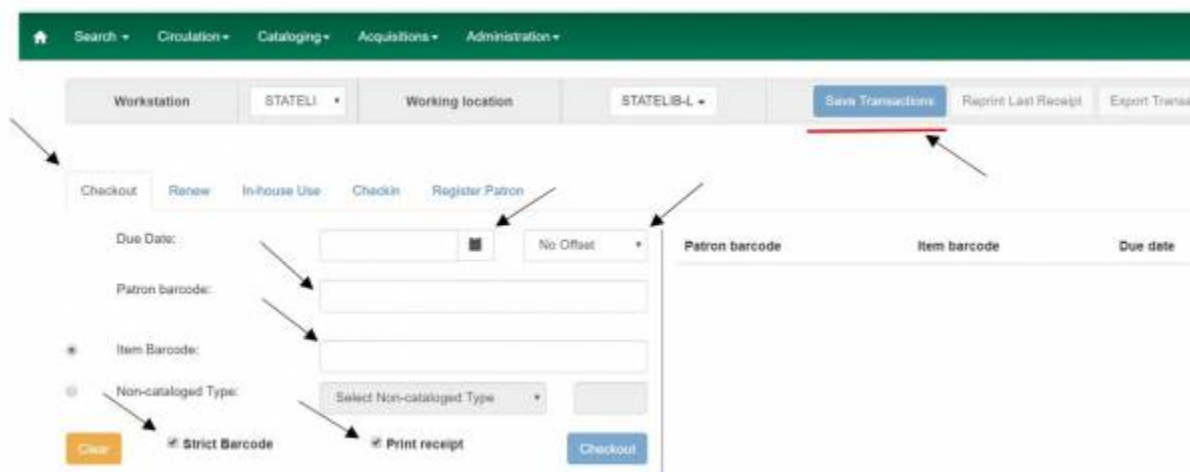 Search Circulation Cataloging Acquisitions Administration
Workstation STATELI Working location STATELIB-L Save Transactions Reprint Last Receipt Export Transa
Checkout Renew In-house Use Checkin Register Patron
Due Date: No Offset Patron barcode Item barcode Due date
Patron barcode:
Item Barcode:
Non-cataloged Type: Select Non-cataloged Type
Clear Strict Barcode Print receipt Checkout